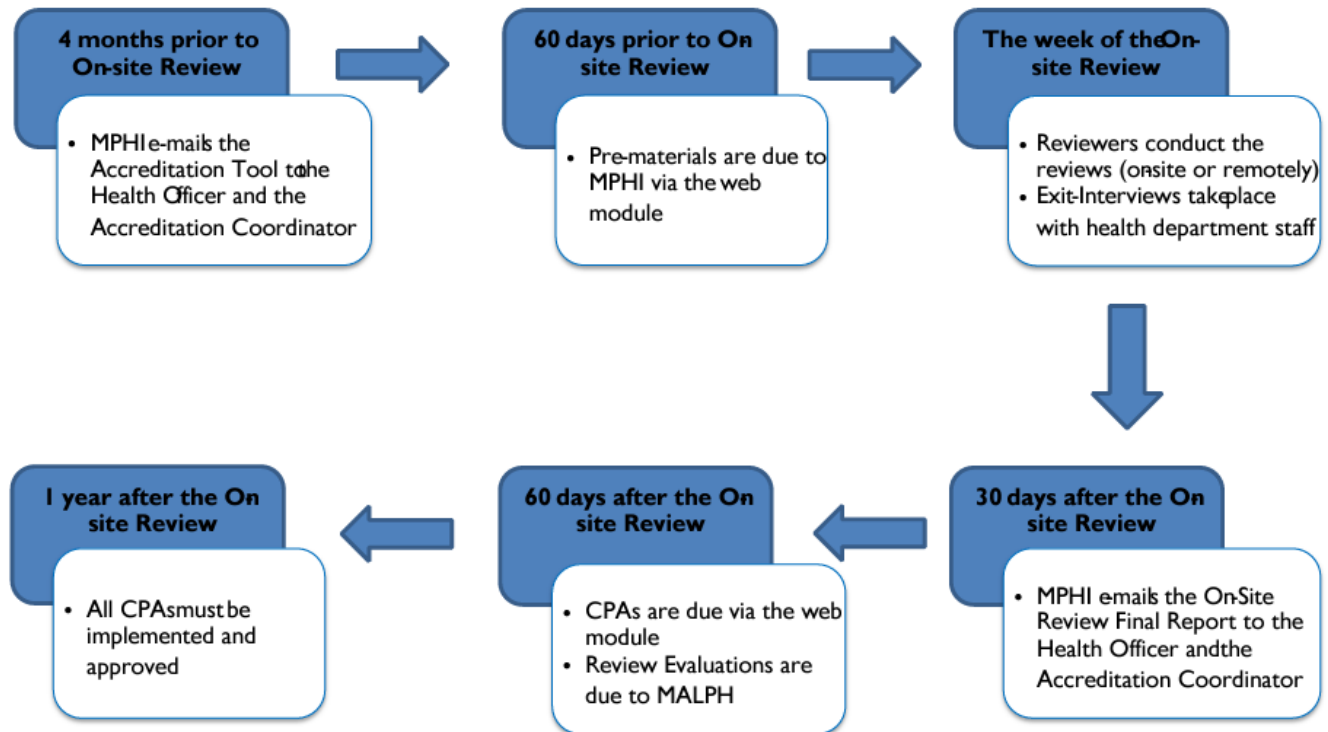 4 months prior to
On-site Review
• MPHI e-mails the
Accreditation Tool to the
Health Officer and the
Accreditation Coordinator
60 days prior to On-
site Review
• Pre-materials are due to
MPHI via the web
module
The week of the On-
site Review
• Reviewers conduct the
reviews (on-site or remotely)
• Exit-Interviews take place
with health department staff
30 days after the On-
site Review
• MPHI e-mails the On-Site
Review Final Report to the
Health Officer and the
Accreditation Coordinator
60 days after the On-
site Review
• CPAs are due via the web
module
• Review Evaluations are
due to MALPH
1 year after the On-
site Review
• All CPAs must be
implemented and
approved